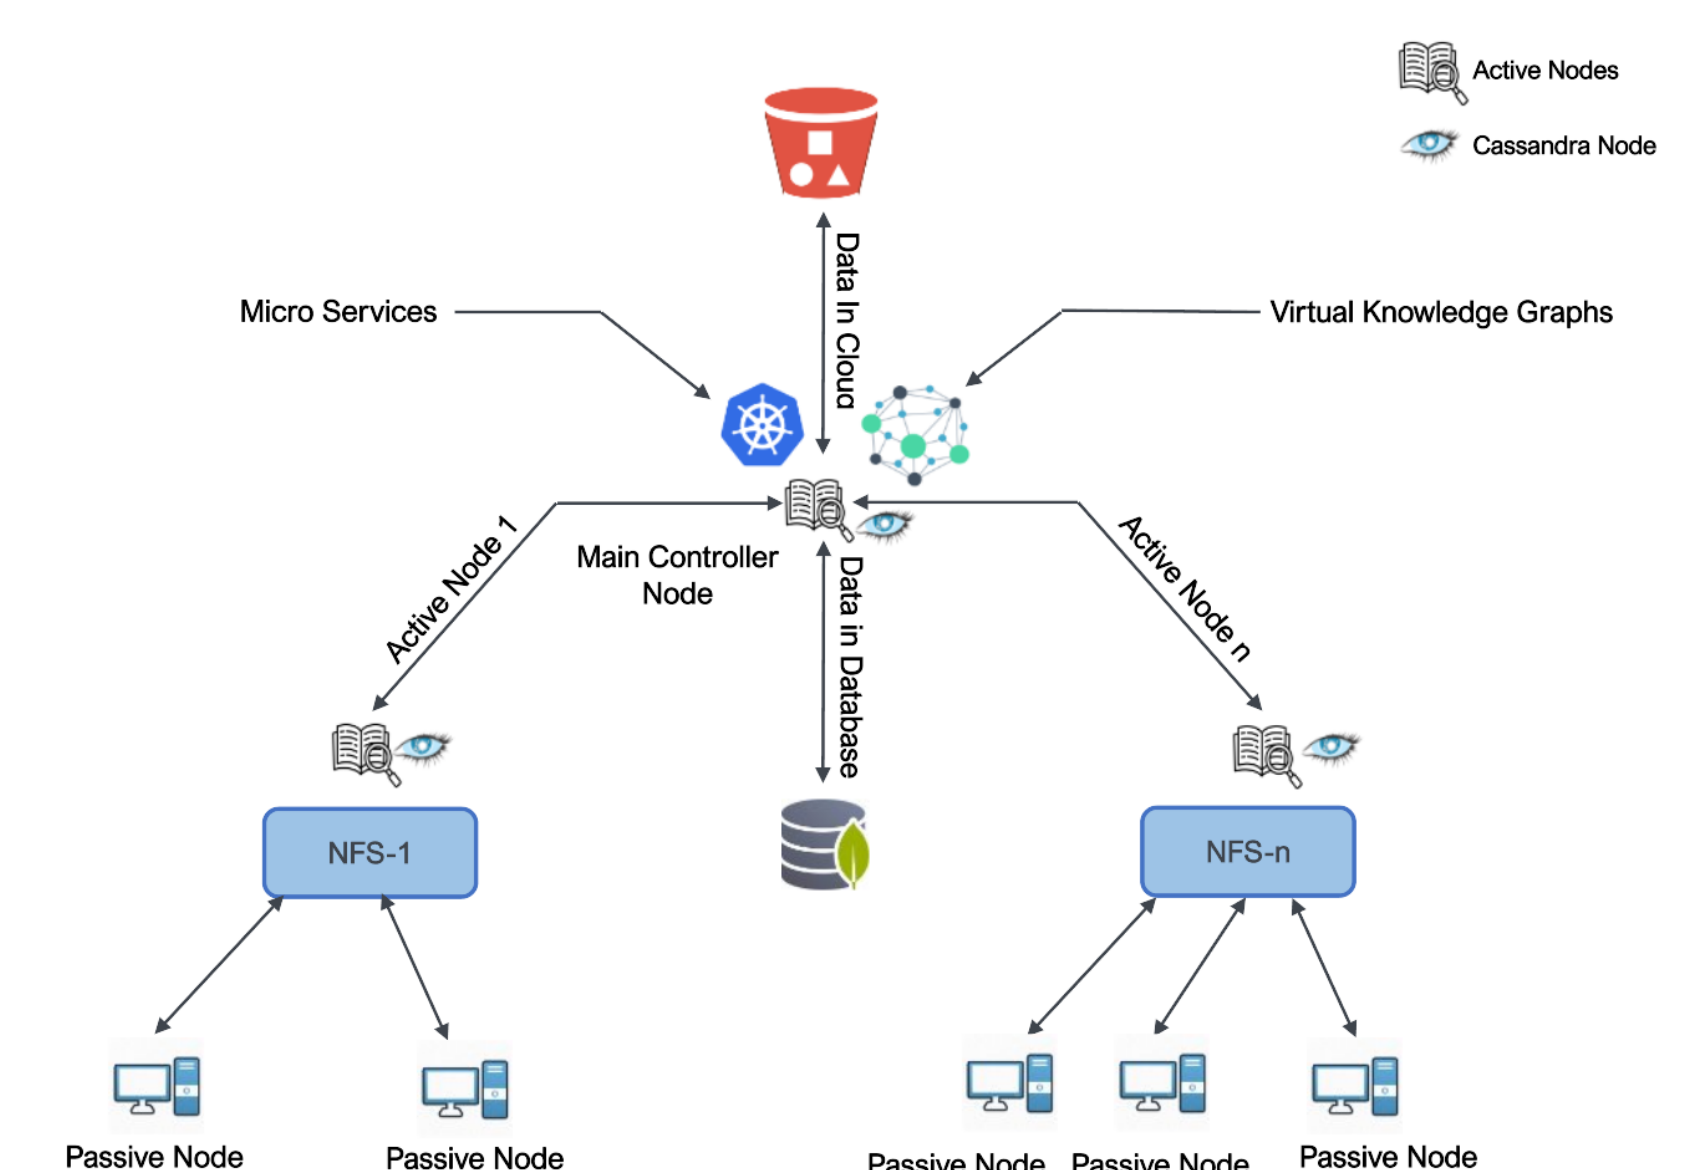 Active Nodes
Cassandra Node
Data In Cloud
Micro Services
Virtual Knowledge Graphs
Main Controller
Node
Active Node 1
Data in Database
Active Node n
NFS-1
NFS-n
Passive Node
Passive Node
Passive Node
Passive Node
Passive Node